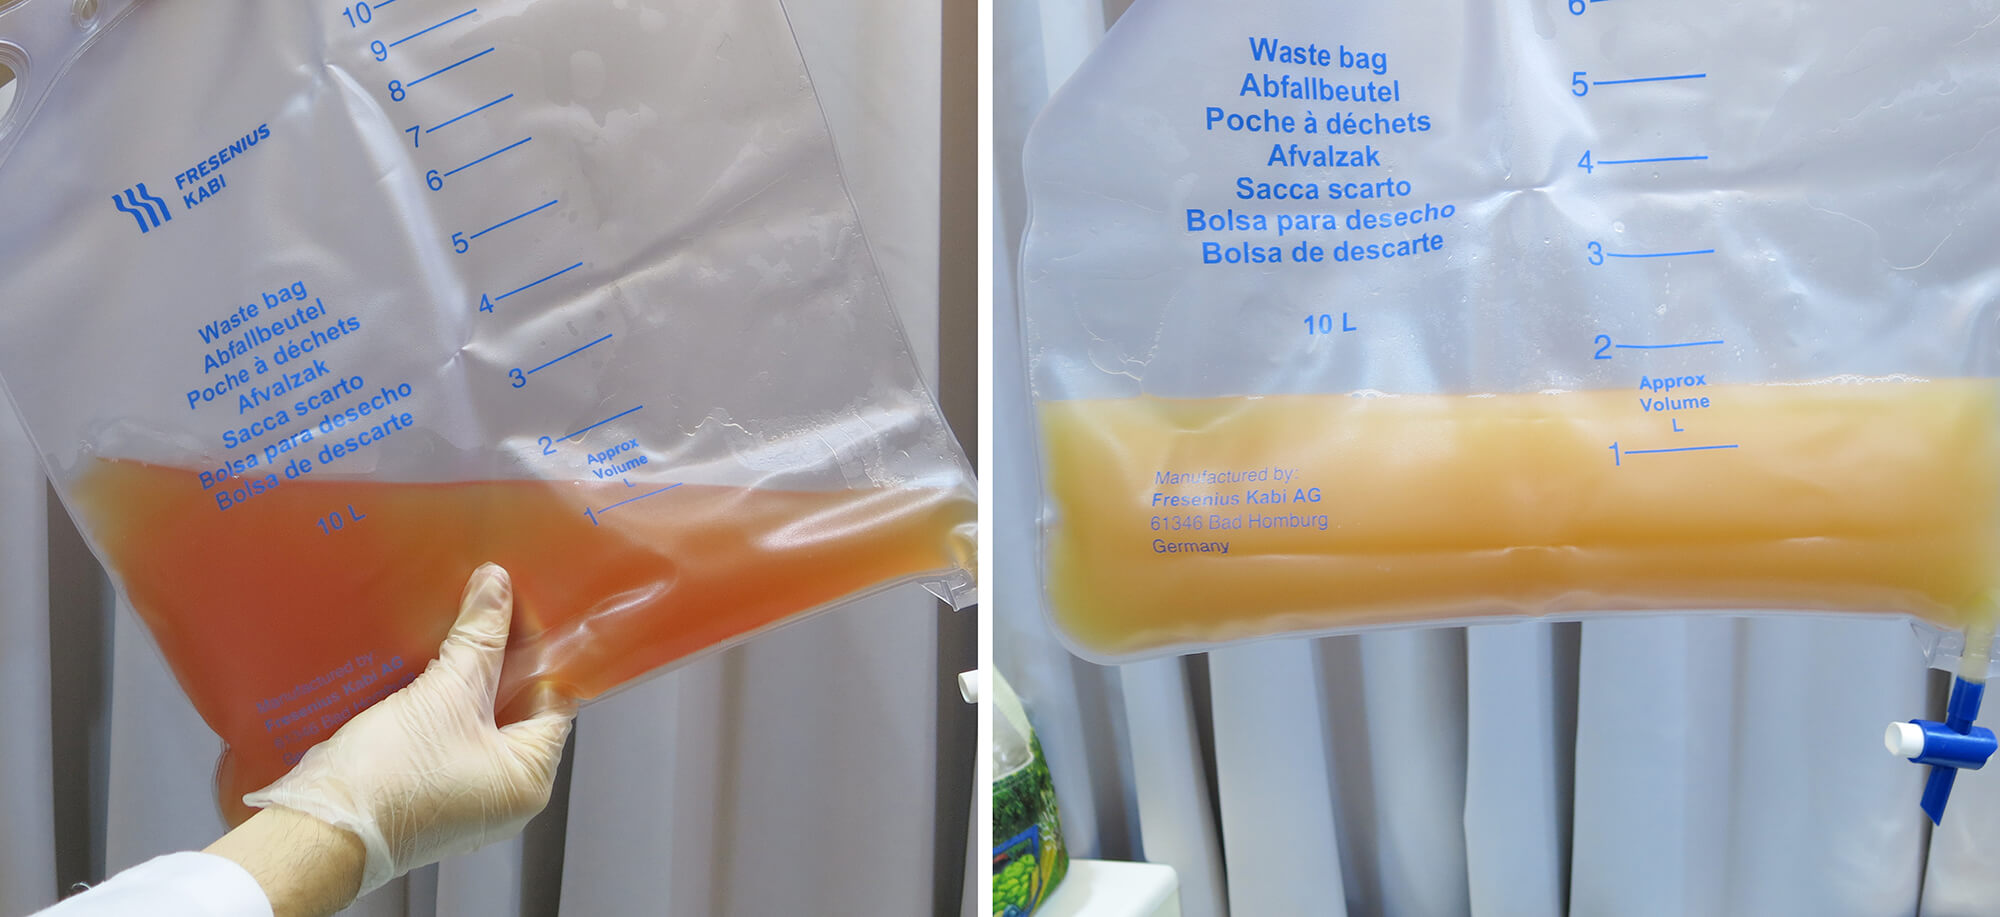 10
9
8
7
6
5
4
3
2
Approx
Volume
L
1
FRESENIUS
KABI
Waste bag
Abfallbeutel
Poche à déchets
Afvalzak
Sacca scarto
Bolsa para desecho
Bolsa de descarte
10 L
Manufactured by:
Fresenius Kabi AG
61346 Bad
6
5
4
3
2
Approx
Volume
L
1
Waste bag
Abfallbeutel
Poche à déchets
Afvalzak
Sacca scarto
Bolsa para desecho
Bolsa de descarte
10 L
Manufactured by:
Fresenius Kabi AG
61346 Bad Homburg
Germany